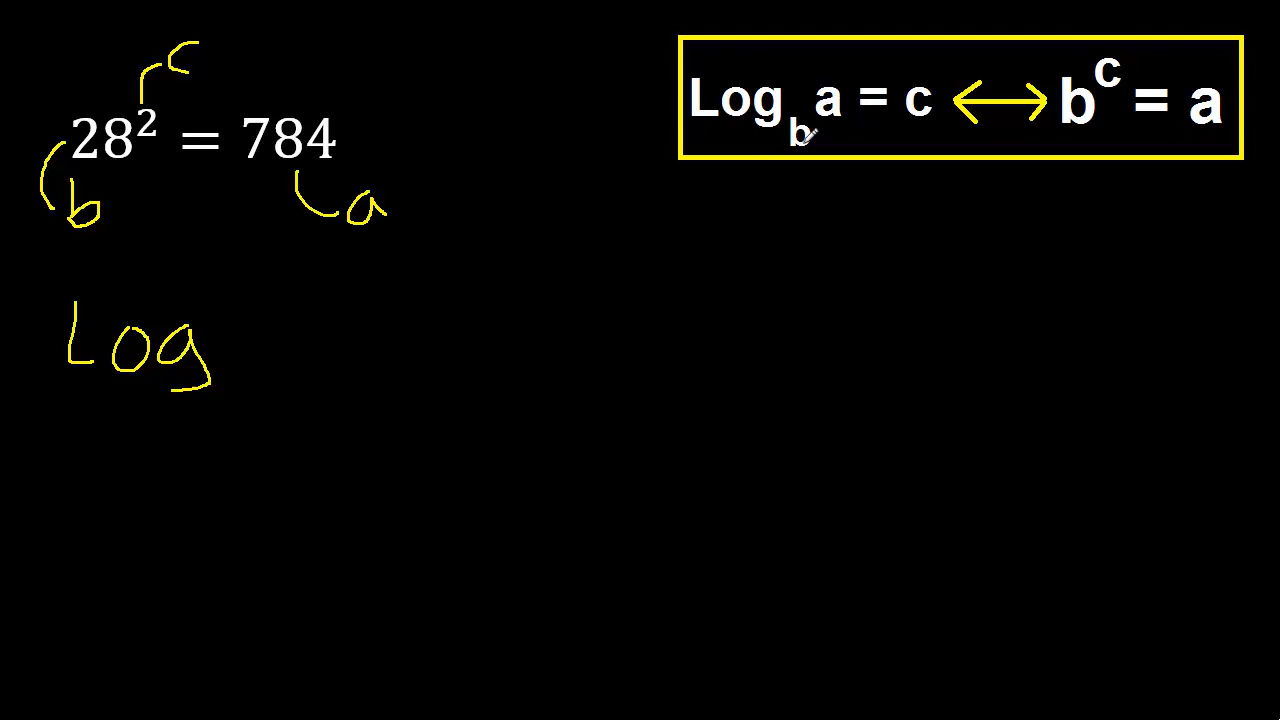 c
28² = 784
b a
Log
Log_b a = c ⟷ b^c = a